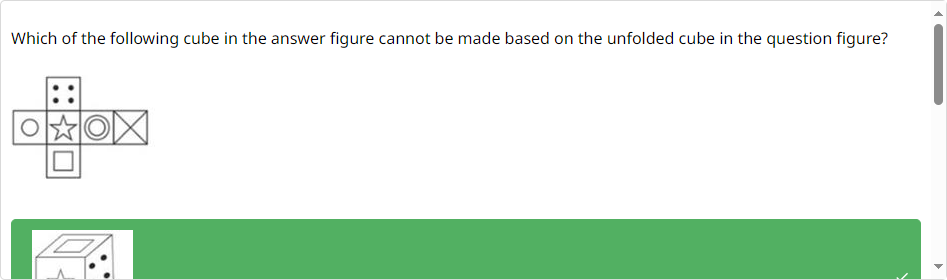 Which of the following cube in the answer figure cannot be made based on the unfolded cube in the question figure?